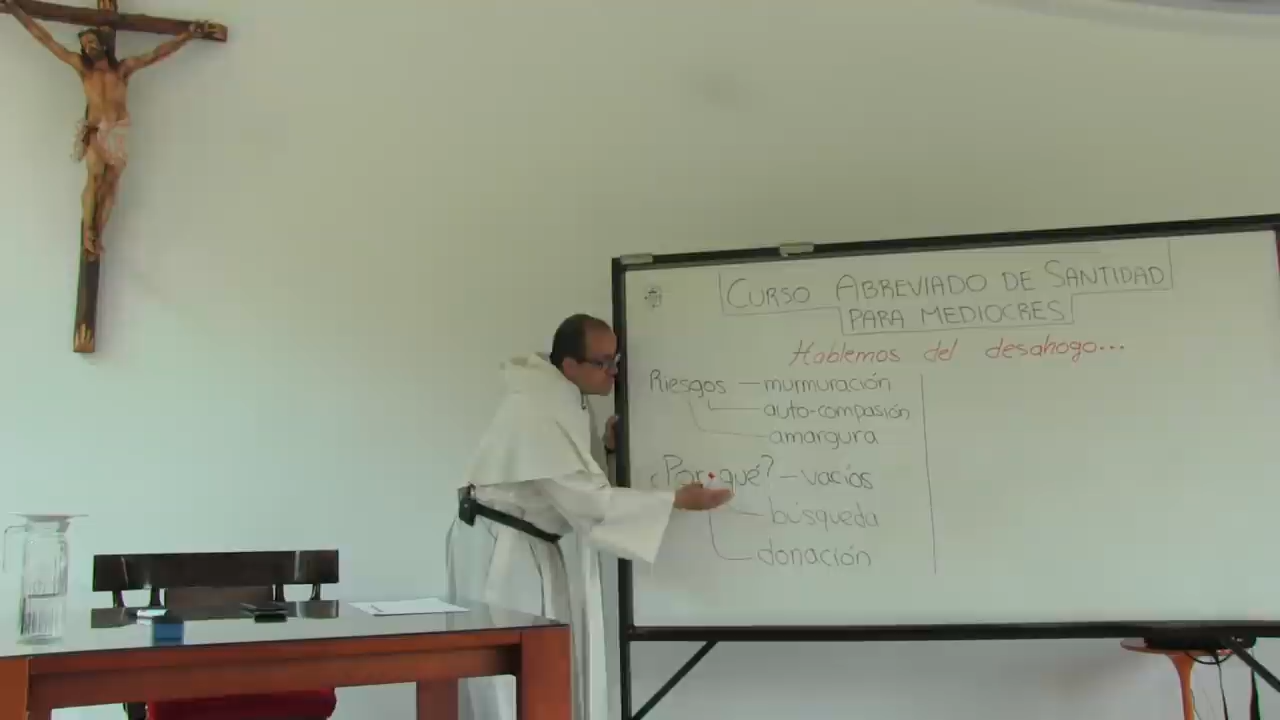 CURSO ABREVIADO DE SANTIDAD
PARA MEDIOCRES
Hablemos del desahogo...
Riesgos — murmuración
auto-compasión
amargura
¿Por qué? — vacíos
búsqueda
donación